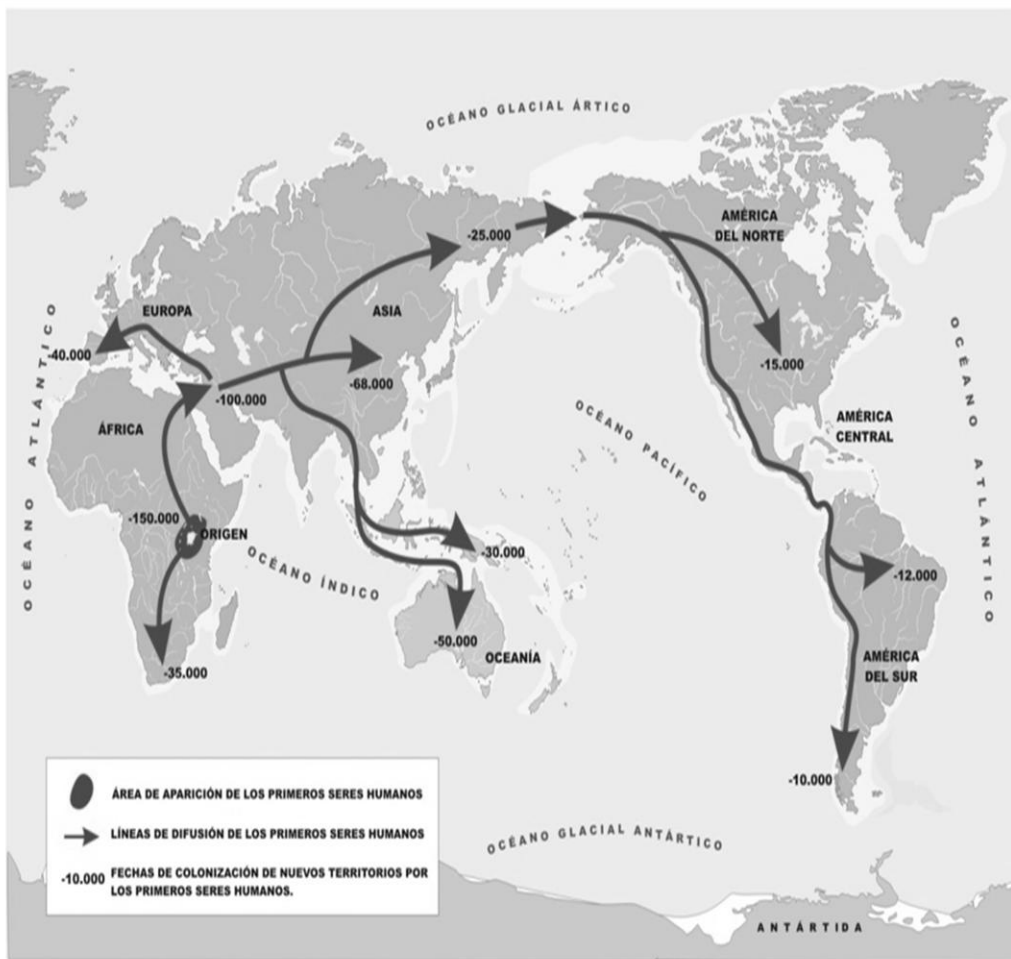 OCÉANO GLACIAL ÁRTICO
AMÉRICA
DEL NORTE
-25.000
EUROPA
ASIA
-40.000
-15.000
-68.000
-100.000
OCÉANO ATLÁNTICO
ÁFRICA
OCÉANO PACÍFICO
AMÉRICA
CENTRAL
OCÉANO ATLÁNTICO
-150.000
ORIGEN
OCÉANO ÍNDICO
-30.000
-12.000
-50.000
OCEANÍA
-35.000
AMÉRICA
DEL SUR
-10.000
ÁREA DE APARICIÓN DE LOS PRIMEROS SERES HUMANOS
LÍNEAS DE DIFUSIÓN DE LOS PRIMEROS SERES HUMANOS
-10.000 FECHAS DE COLONIZACIÓN DE NUEVOS TERRITORIOS POR
LOS PRIMEROS SERES HUMANOS.
OCÉANO GLACIAL ANTÁRTICO
ANTÁRTIDA